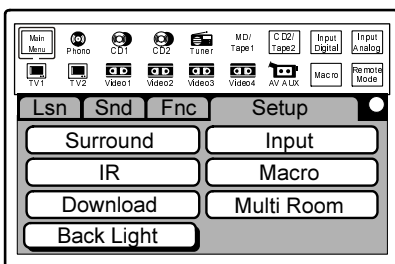 Main Menu Phono CD1 CD2 Tuner MD/ Tape1 CD2/ Tape2 Input Digital Input Analog
TV1 TV2 Video1 Video2 Video3 Video4 AV AUX Macro Remote Mode
Lsn Snd Fnc Setup
Surround Input
IR Macro
Download Multi Room
Back Light